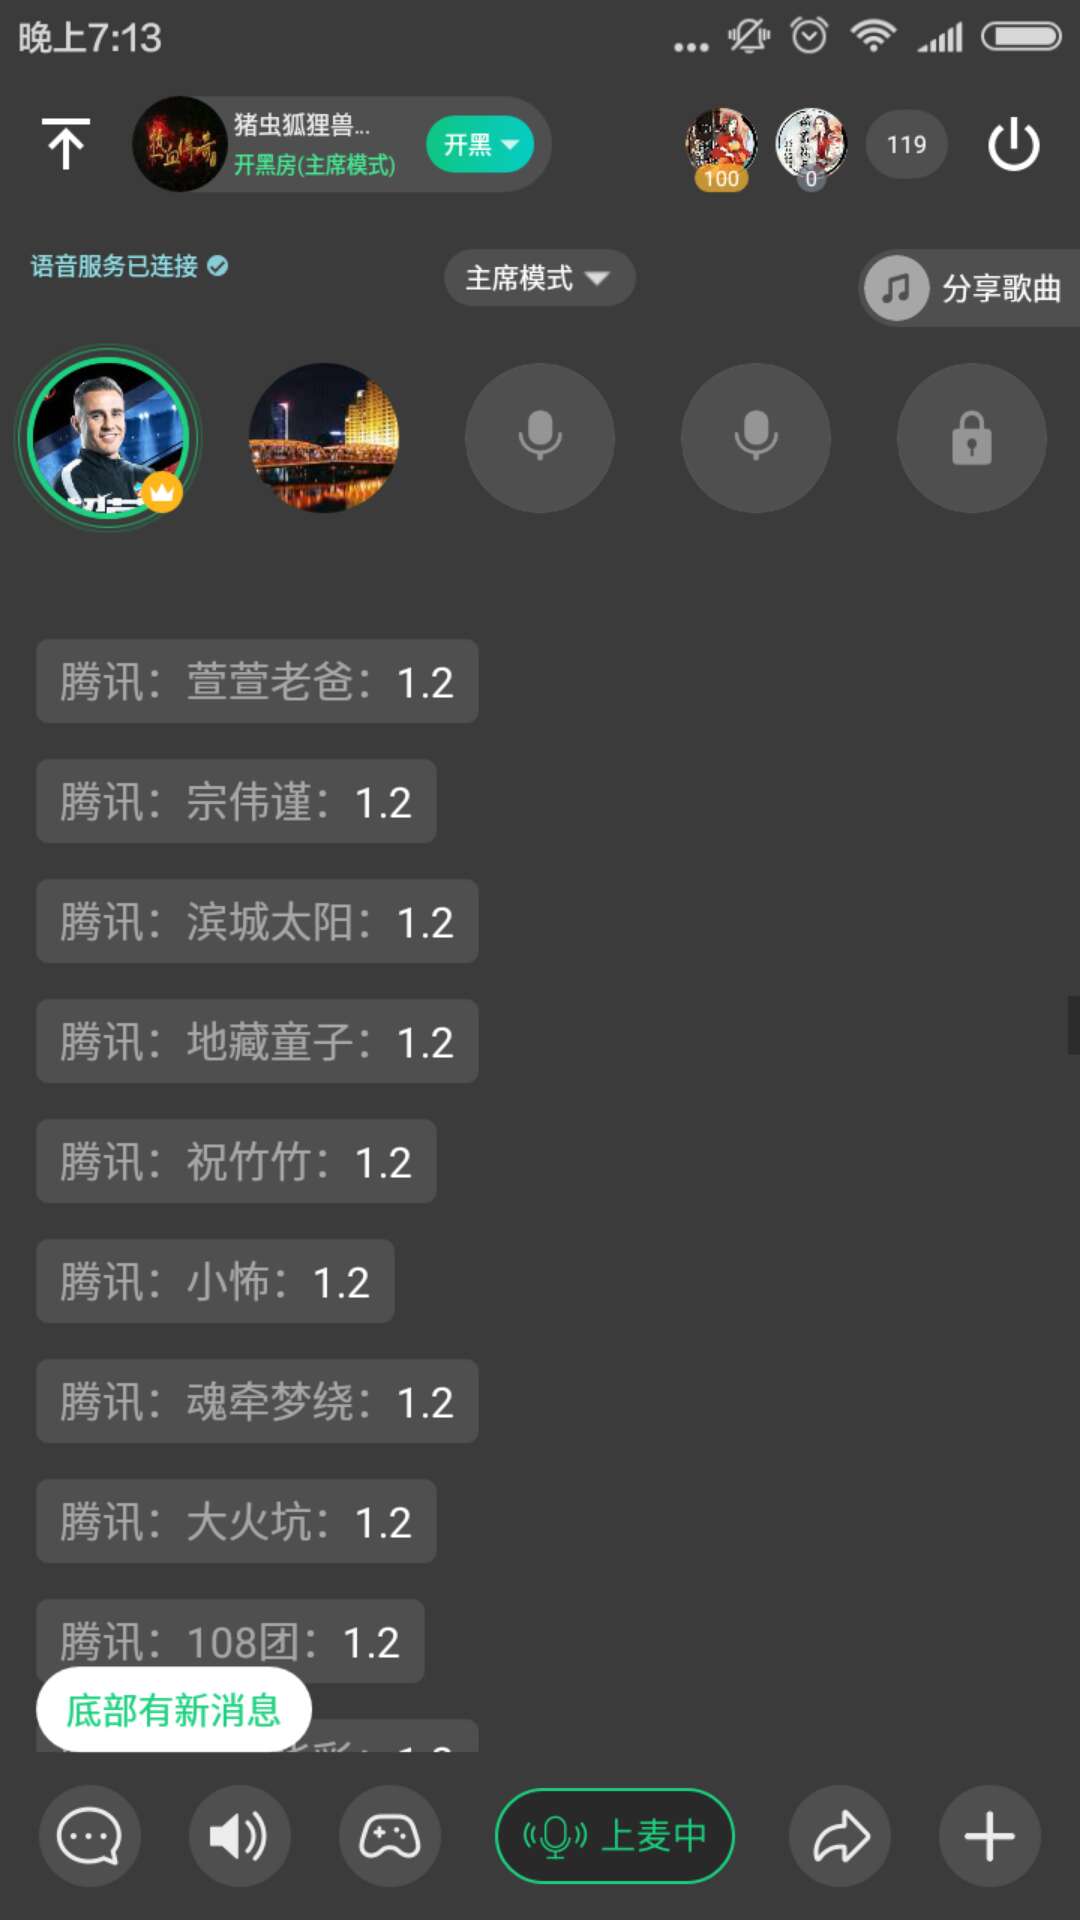 晚上7:13
猪虫狐狸兽...
开黑房(主席模式)
开黑
100
0
119
语音服务已连接
主席模式
分享歌曲
腾讯：萱萱老爸：1.2
腾讯：宗伟谨：1.2
腾讯：滨城太阳：1.2
腾讯：地藏童子：1.2
腾讯：祝竹竹：1.2
腾讯：小怖：1.2
腾讯：魂牵梦绕：1.2
腾讯：大火坑：1.2
腾讯：108团：1.2
底部有新消息
上麦中